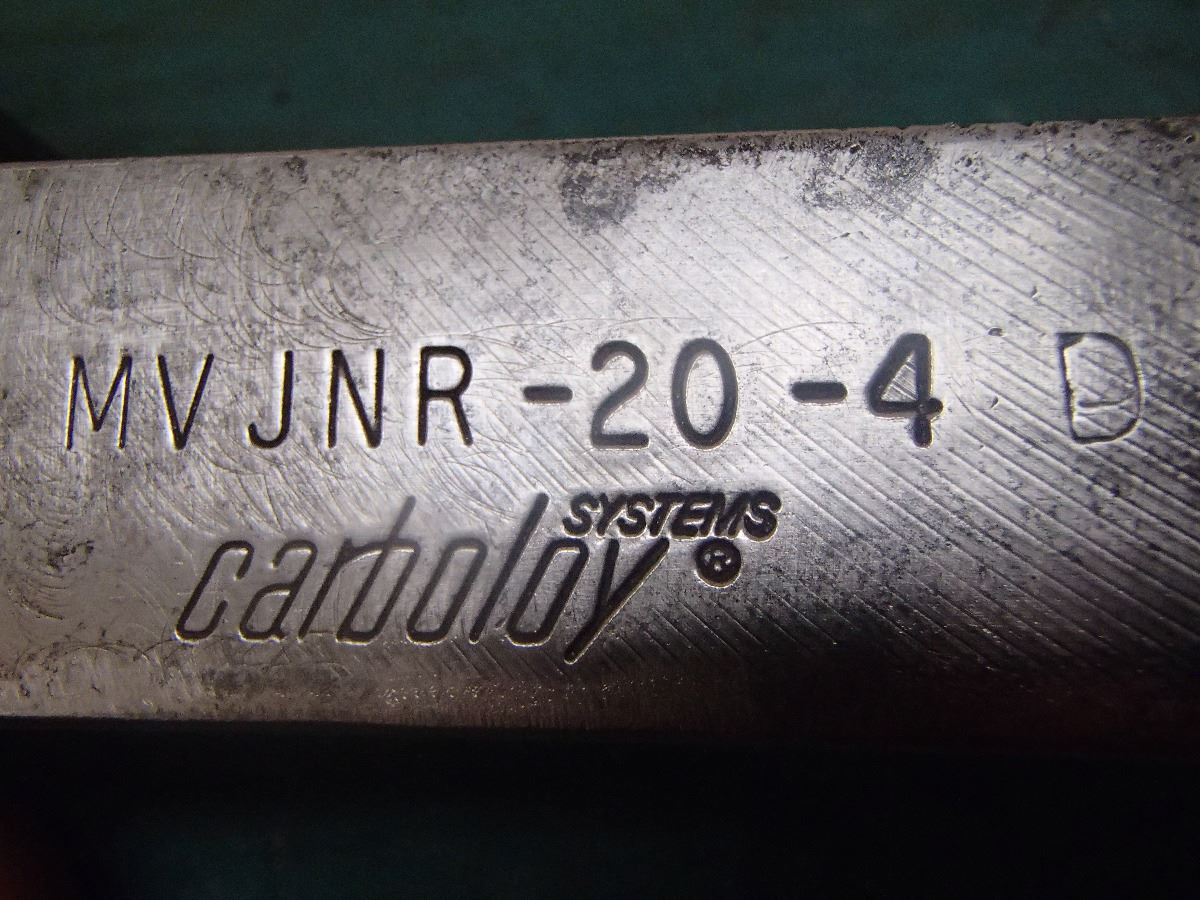 MVJNR-20-4 D
SYSTEMS
carboloy ®